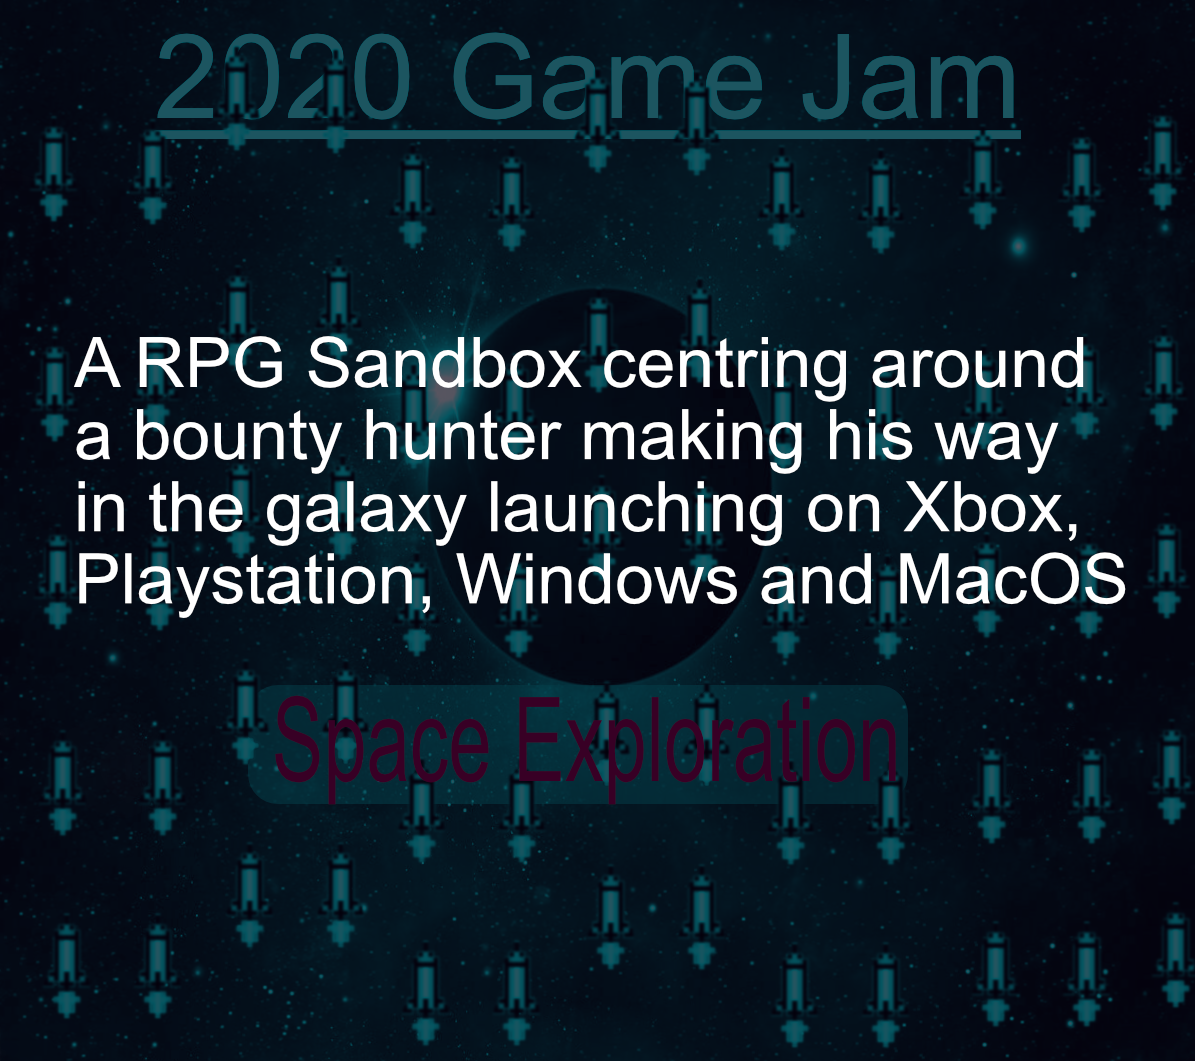 2020 Game Jam
A RPG Sandbox centring around
a bounty hunter making his way
in the galaxy launching on Xbox,
Playstation, Windows and MacOS
Space Exploration